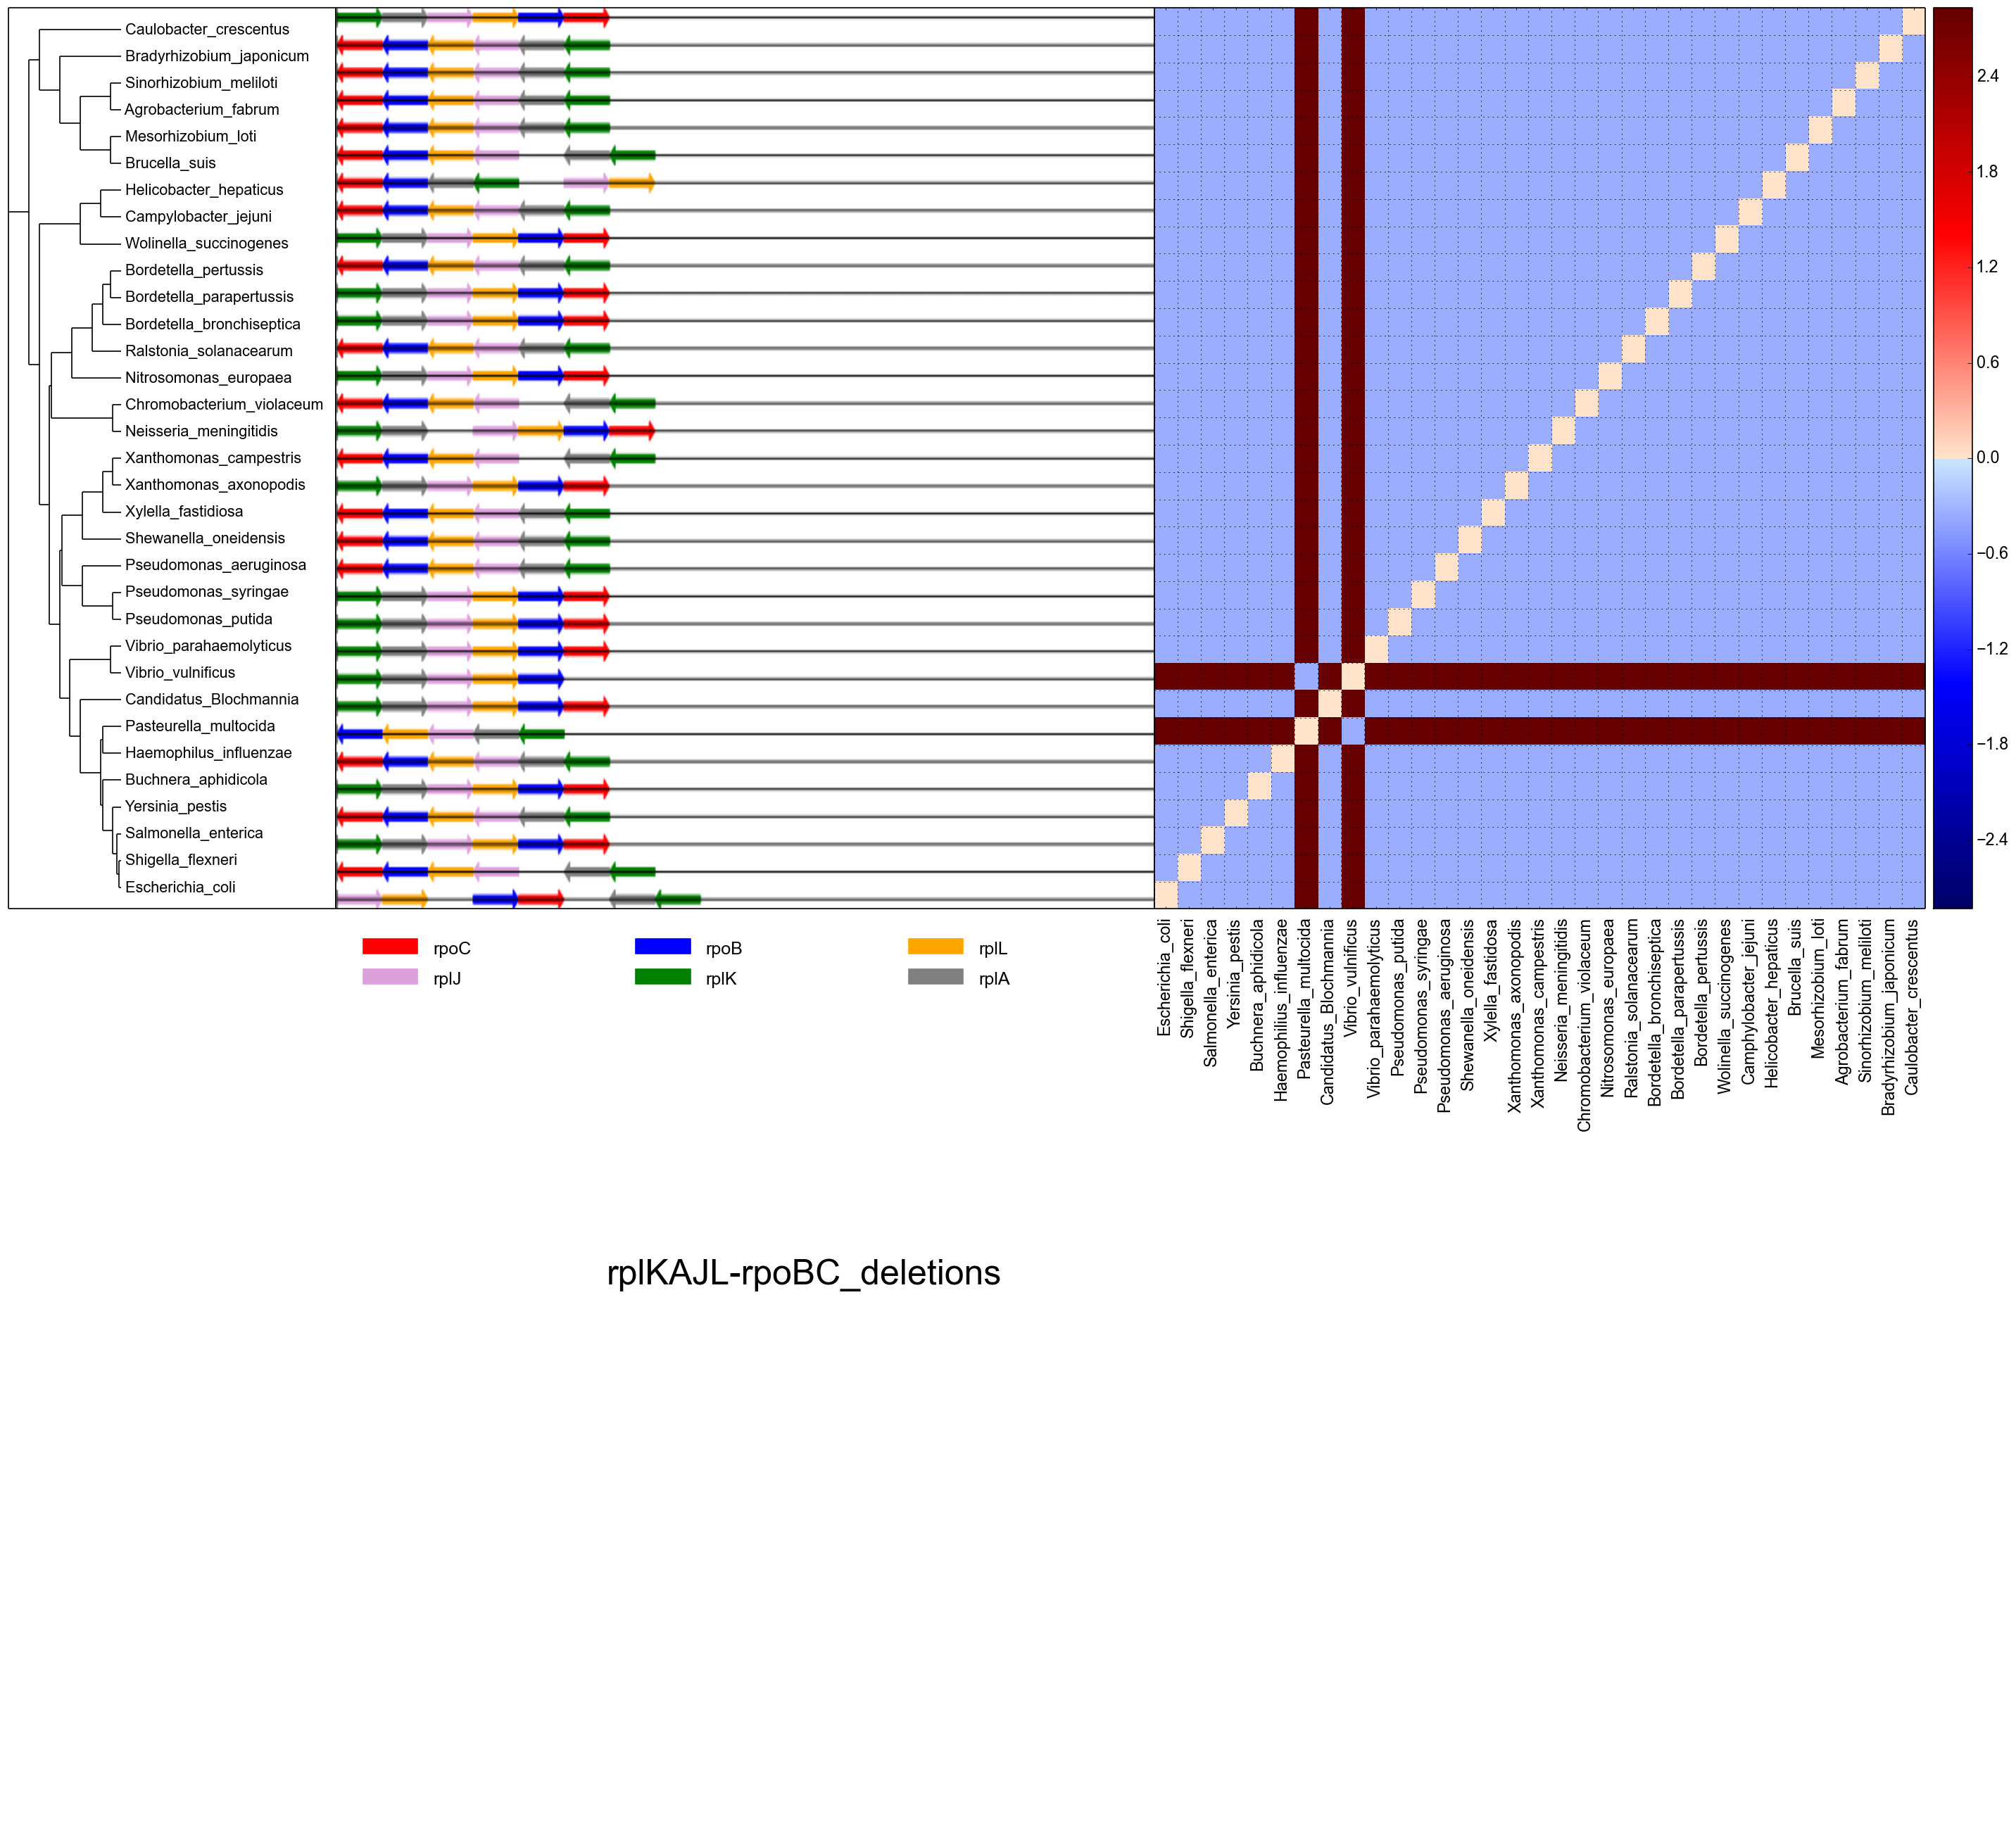 Caulobacter_crescentus
Bradyrhizobium_japonicum
Sinorhizobium_meliloti
Agrobacterium_fabrum
Mesorhizobium_loti
Brucella_suis
Helicobacter_hepaticus
Campylobacter_jejuni
Wolinella_succinogenes
Bordetella_pertussis
Bordetella_parapertussis
Bordetella_bronchiseptica
Ralstonia_solanacearum
Nitrosomonas_europaea
Chromobacterium_violaceum
Neisseria_meningitidis
Xanthomonas_campestris
Xanthomonas_axonopodis
Xylella_fastidiosa
Shewanella_oneidensis
Pseudomonas_aeruginosa
Pseudomonas_syringae
Pseudomonas_putida
Vibrio_parahaemolyticus
Vibrio_vulnificus
Candidatus_Blochmannia
Pasteurella_multocida
Haemophilus_influenzae
Buchnera_aphidicola
Yersinia_pestis
Salmonella_enterica
Shigella_flexneri
Escherichia_coli
2.4
1.8
1.2
0.6
0.0
−0.6
−1.2
−1.8
−2.4
rpoC rpoB rplL
rplJ rplK rplA
Escherichia_coli
Shigella_flexneri
Salmonella_enterica
Yersinia_pestis
Buchnera_aphidicola
Haemophilus_influenzae
Pasteurella_multocida
Candidatus_Blochmannia
Vibrio_vulnificus
Vibrio_parahaemolyticus
Pseudomonas_putida
Pseudomonas_syringae
Pseudomonas_aeruginosa
Shewanella_oneidensis
Xylella_fastidiosa
Xanthomonas_axonopodis
Xanthomonas_campestris
Neisseria_meningitidis
Chromobacterium_violaceum
Nitrosomonas_europaea
Ralstonia_solanacearum
Bordetella_bronchiseptica
Bordetella_parapertussis
Bordetella_pertussis
Wolinella_succinogenes
Camphylobacter_jejuni
Helicobacter_hepaticus
Brucella_suis
Mesorhizobium_loti
Agrobacterium_fabrum
Sinorhizobium_meliloti
Bradyrhizobium_japonicum
Caulobacter_crescentus
rplKAJL-rpoBC_deletions